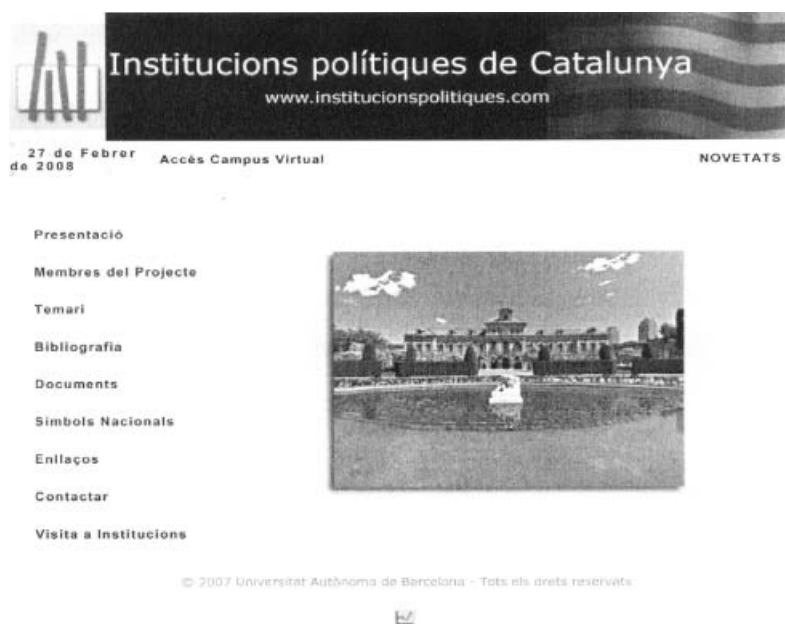 Institucions polítiques de Catalunya
www.institucionspolitiques.com
27 de Febrer
de 2008
Accés Campus Virtual
NOVETATS
Presentació
Membres del Projecte
Temari
Bibliografia
Documents
Símbols Nacionals
Enllaços
Contactar
Visita a Institucions
© 2007 Universitat Autònoma de Barcelona - Tots els drets reservats